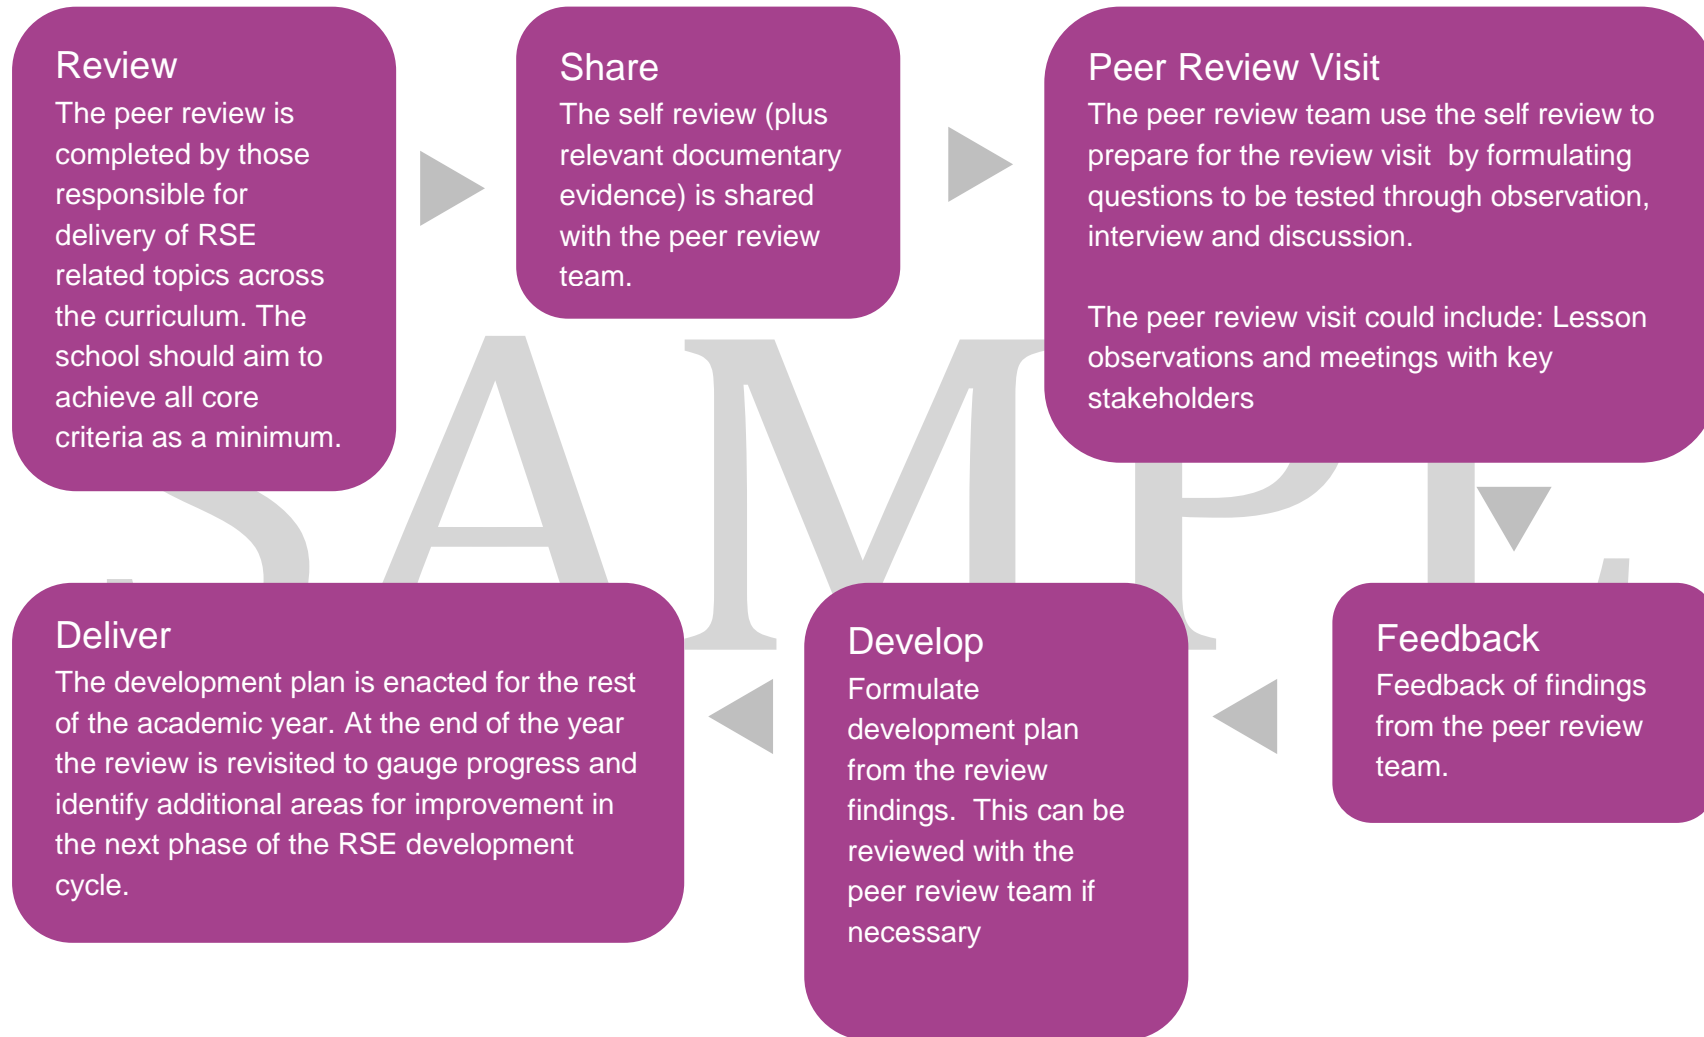 Review
The peer review is
completed by those
responsible for
delivery of RSE
related topics across
the curriculum. The
school should aim to
achieve all core
criteria as a minimum.
Share
The self review (plus
relevant documentary
evidence) is shared
with the peer review
team.
Peer Review Visit
The peer review team use the self review to
prepare for the review visit  by formulating
questions to be tested through observation,
interview and discussion.
The peer review visit could include: Lesson
observations and meetings with key
stakeholders
Feedback
Feedback of findings
from the peer review
team.
Develop
Formulate
development plan
from the review
findings.  This can be
reviewed with the
peer review team if
necessary
Deliver
The development plan is enacted for the rest
of the academic year. At the end of the year
the review is revisited to gauge progress and
identify additional areas for improvement in
the next phase of the RSE development
cycle.
SAMPLE